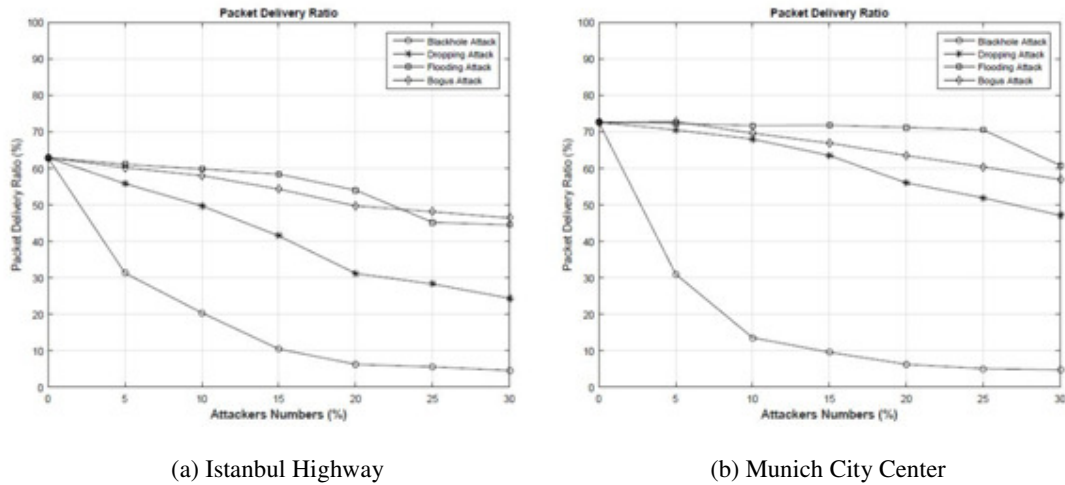 Packet Delivery Ratio
Packet Delivery Ratio (%)
100
90
80
70
60
50
40
30
20
10
0
Blackhole Attack
Dropping Attack
Flooding Attack
Bogus Attack
0 5 10 15 20 25 30
Attackers Numbers (%)
(a) Istanbul Highway
Packet Delivery Ratio
Packet Delivery Ratio (%)
100
90
80
70
60
50
40
30
20
10
0
Blackhole Attack
Dropping Attack
Flooding Attack
Bogus Attack
0 5 10 15 20 25 30
Attackers Numbers (%)
(b) Munich City Center